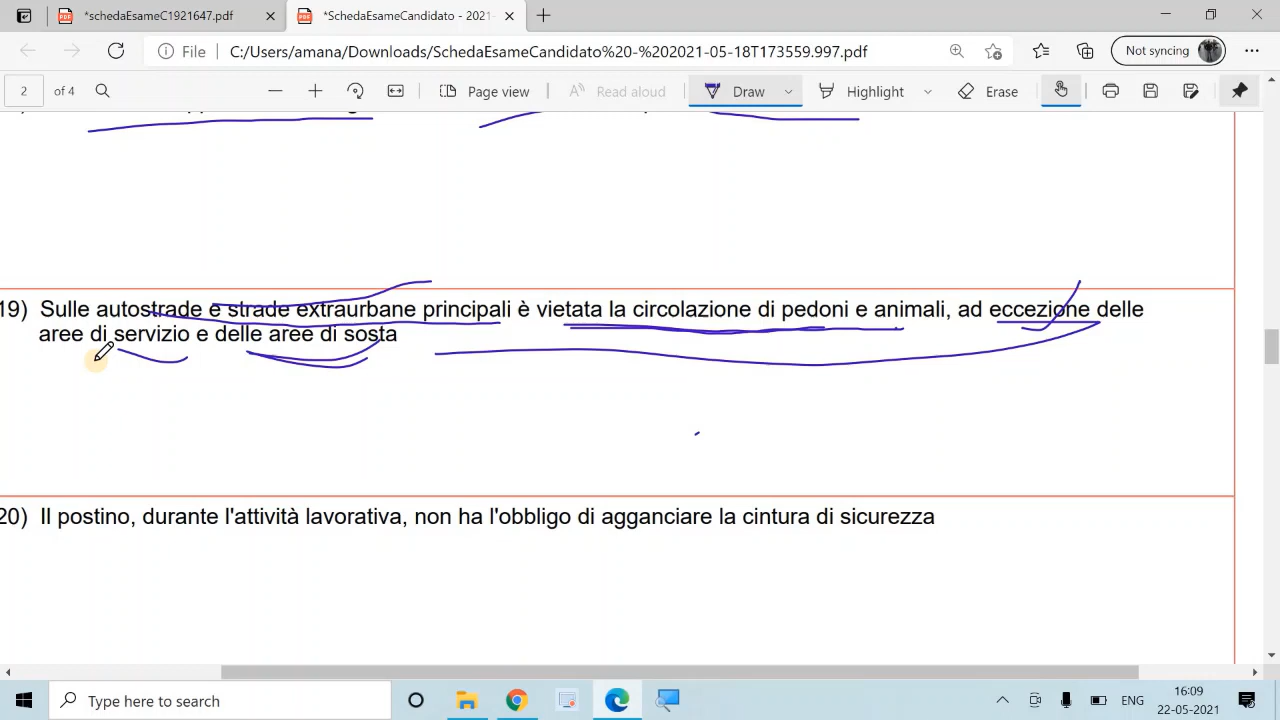 *schedEsameC1921647.pdf
*SchedaEsameCandidato - 2021-
File
C:/Users/amana/Downloads/SchedaEsameCandidato%20-%202021-05-18T173559.997.pdf
Not syncing
2 of 4
Page view
Read aloud
Draw
Highlight
Erase
19) Sulle autostrade e strade extraurbane principali è vietata la circolazione di pedoni e animali, ad eccezione delle
aree di servizio e delle aree di sosta
20) Il postino, durante l'attività lavorativa, non ha l'obbligo di agganciare la cintura di sicurezza
Type here to search
ENG
16:09
22-05-2021